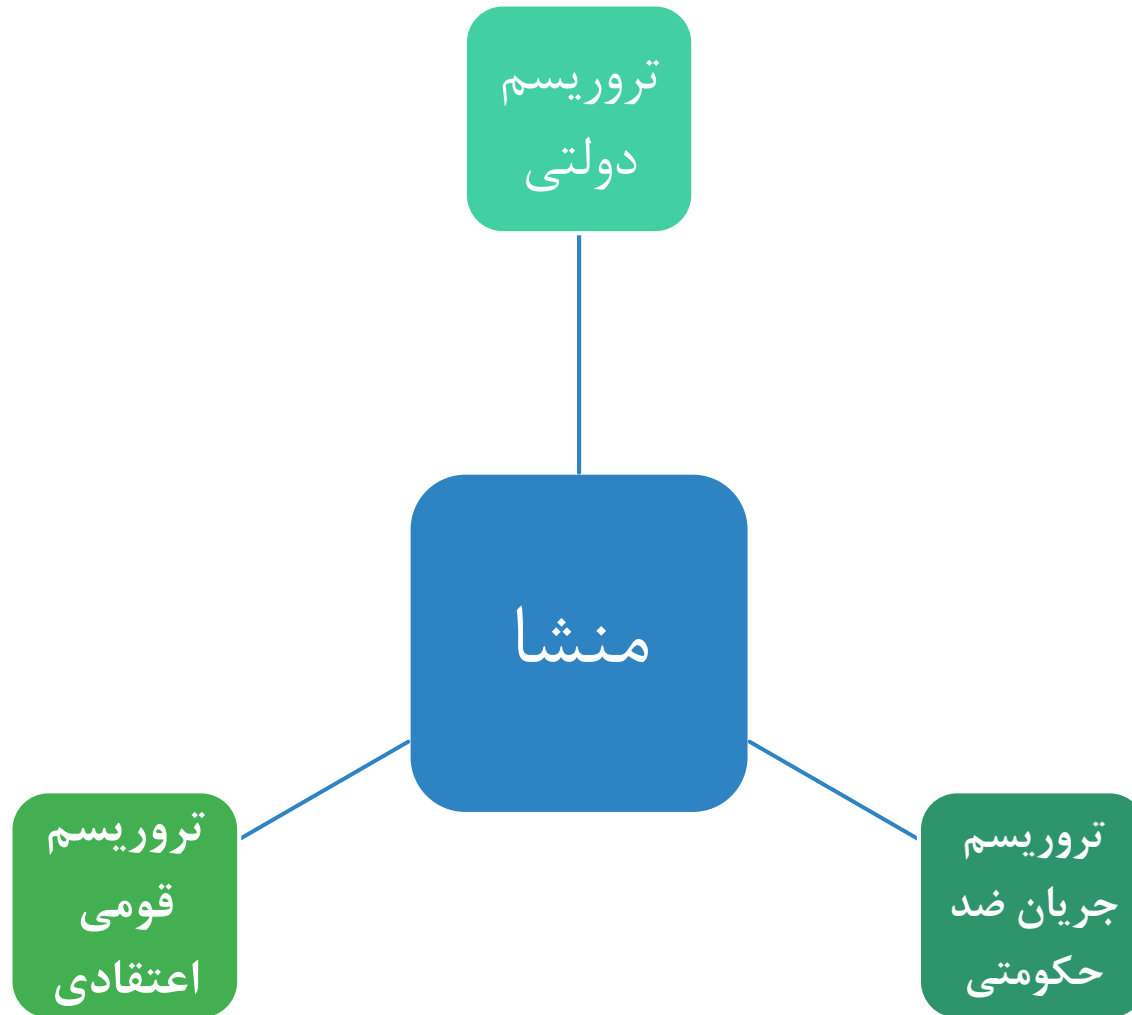 تروریسم
دولتی
منشا
تروریسم
جریان ضد
حکومتی
تروریسم
قومی
اعتقادی